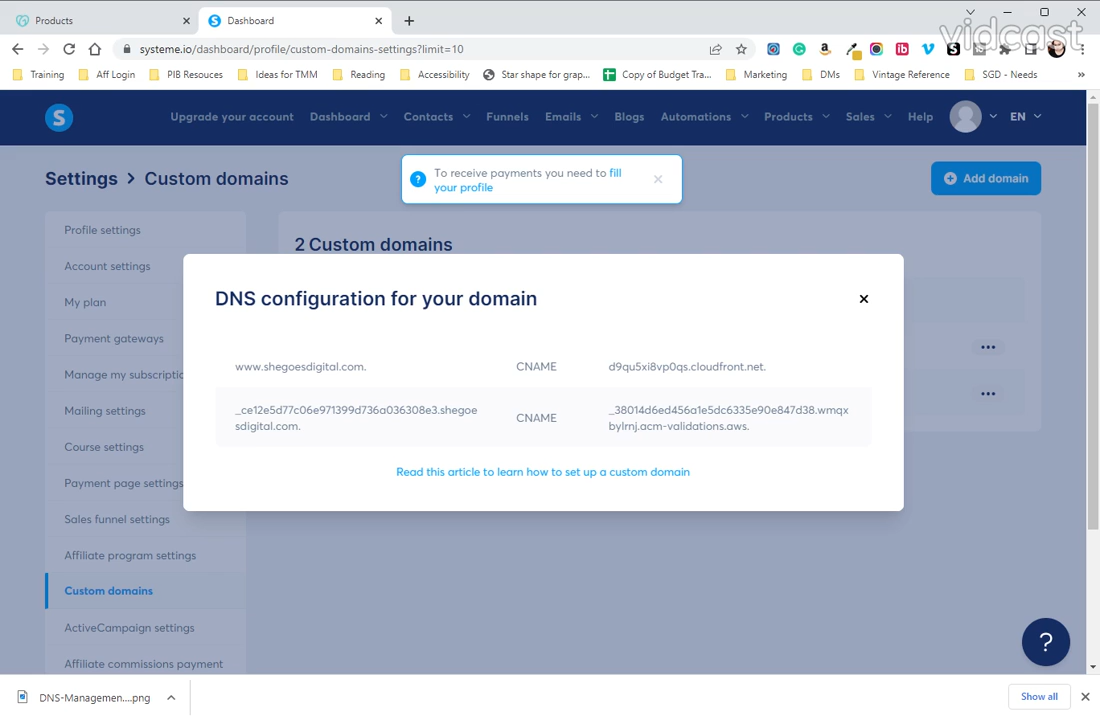 Products
Dashboard
vidcast
systeme.io/dashboard/profile/custom-domains-settings?limit=10
Training Aff Login PIB Resouces Ideas for TMM Reading Accessibility Star shape for grap... Copy of Budget Tra... Marketing DMs Vintage Reference SGD - Needs »
S Upgrade your account Dashboard Contacts Funnels Emails Blogs Automations Products Sales Help EN
Settings > Custom domains
To receive payments you need to fill
your profile
Add domain
Profile settings
2 Custom domains
Account settings
My plan
Payment gateways
Manage my subscriptio
Mailing settings
Course settings
Payment page settings
Sales funnel settings
Affiliate program settings
Custom domains
ActiveCampaign settings
Affiliate commissions payment
DNS configuration for your domain
www.shegoesdigital.com. CNAME d9qu5xi8vp0qs.cloudfront.net.
_ce12e5d77c06e971399d736a036308e3.shegoe
sdigital.com.
CNAME
_38014d6ed456a1e5dc6335e90e847d38.wmqx
bylrnj.acm-validations.aws.
Read this article to learn how to set up a custom domain
?
DNS-Managemen....png
Show all